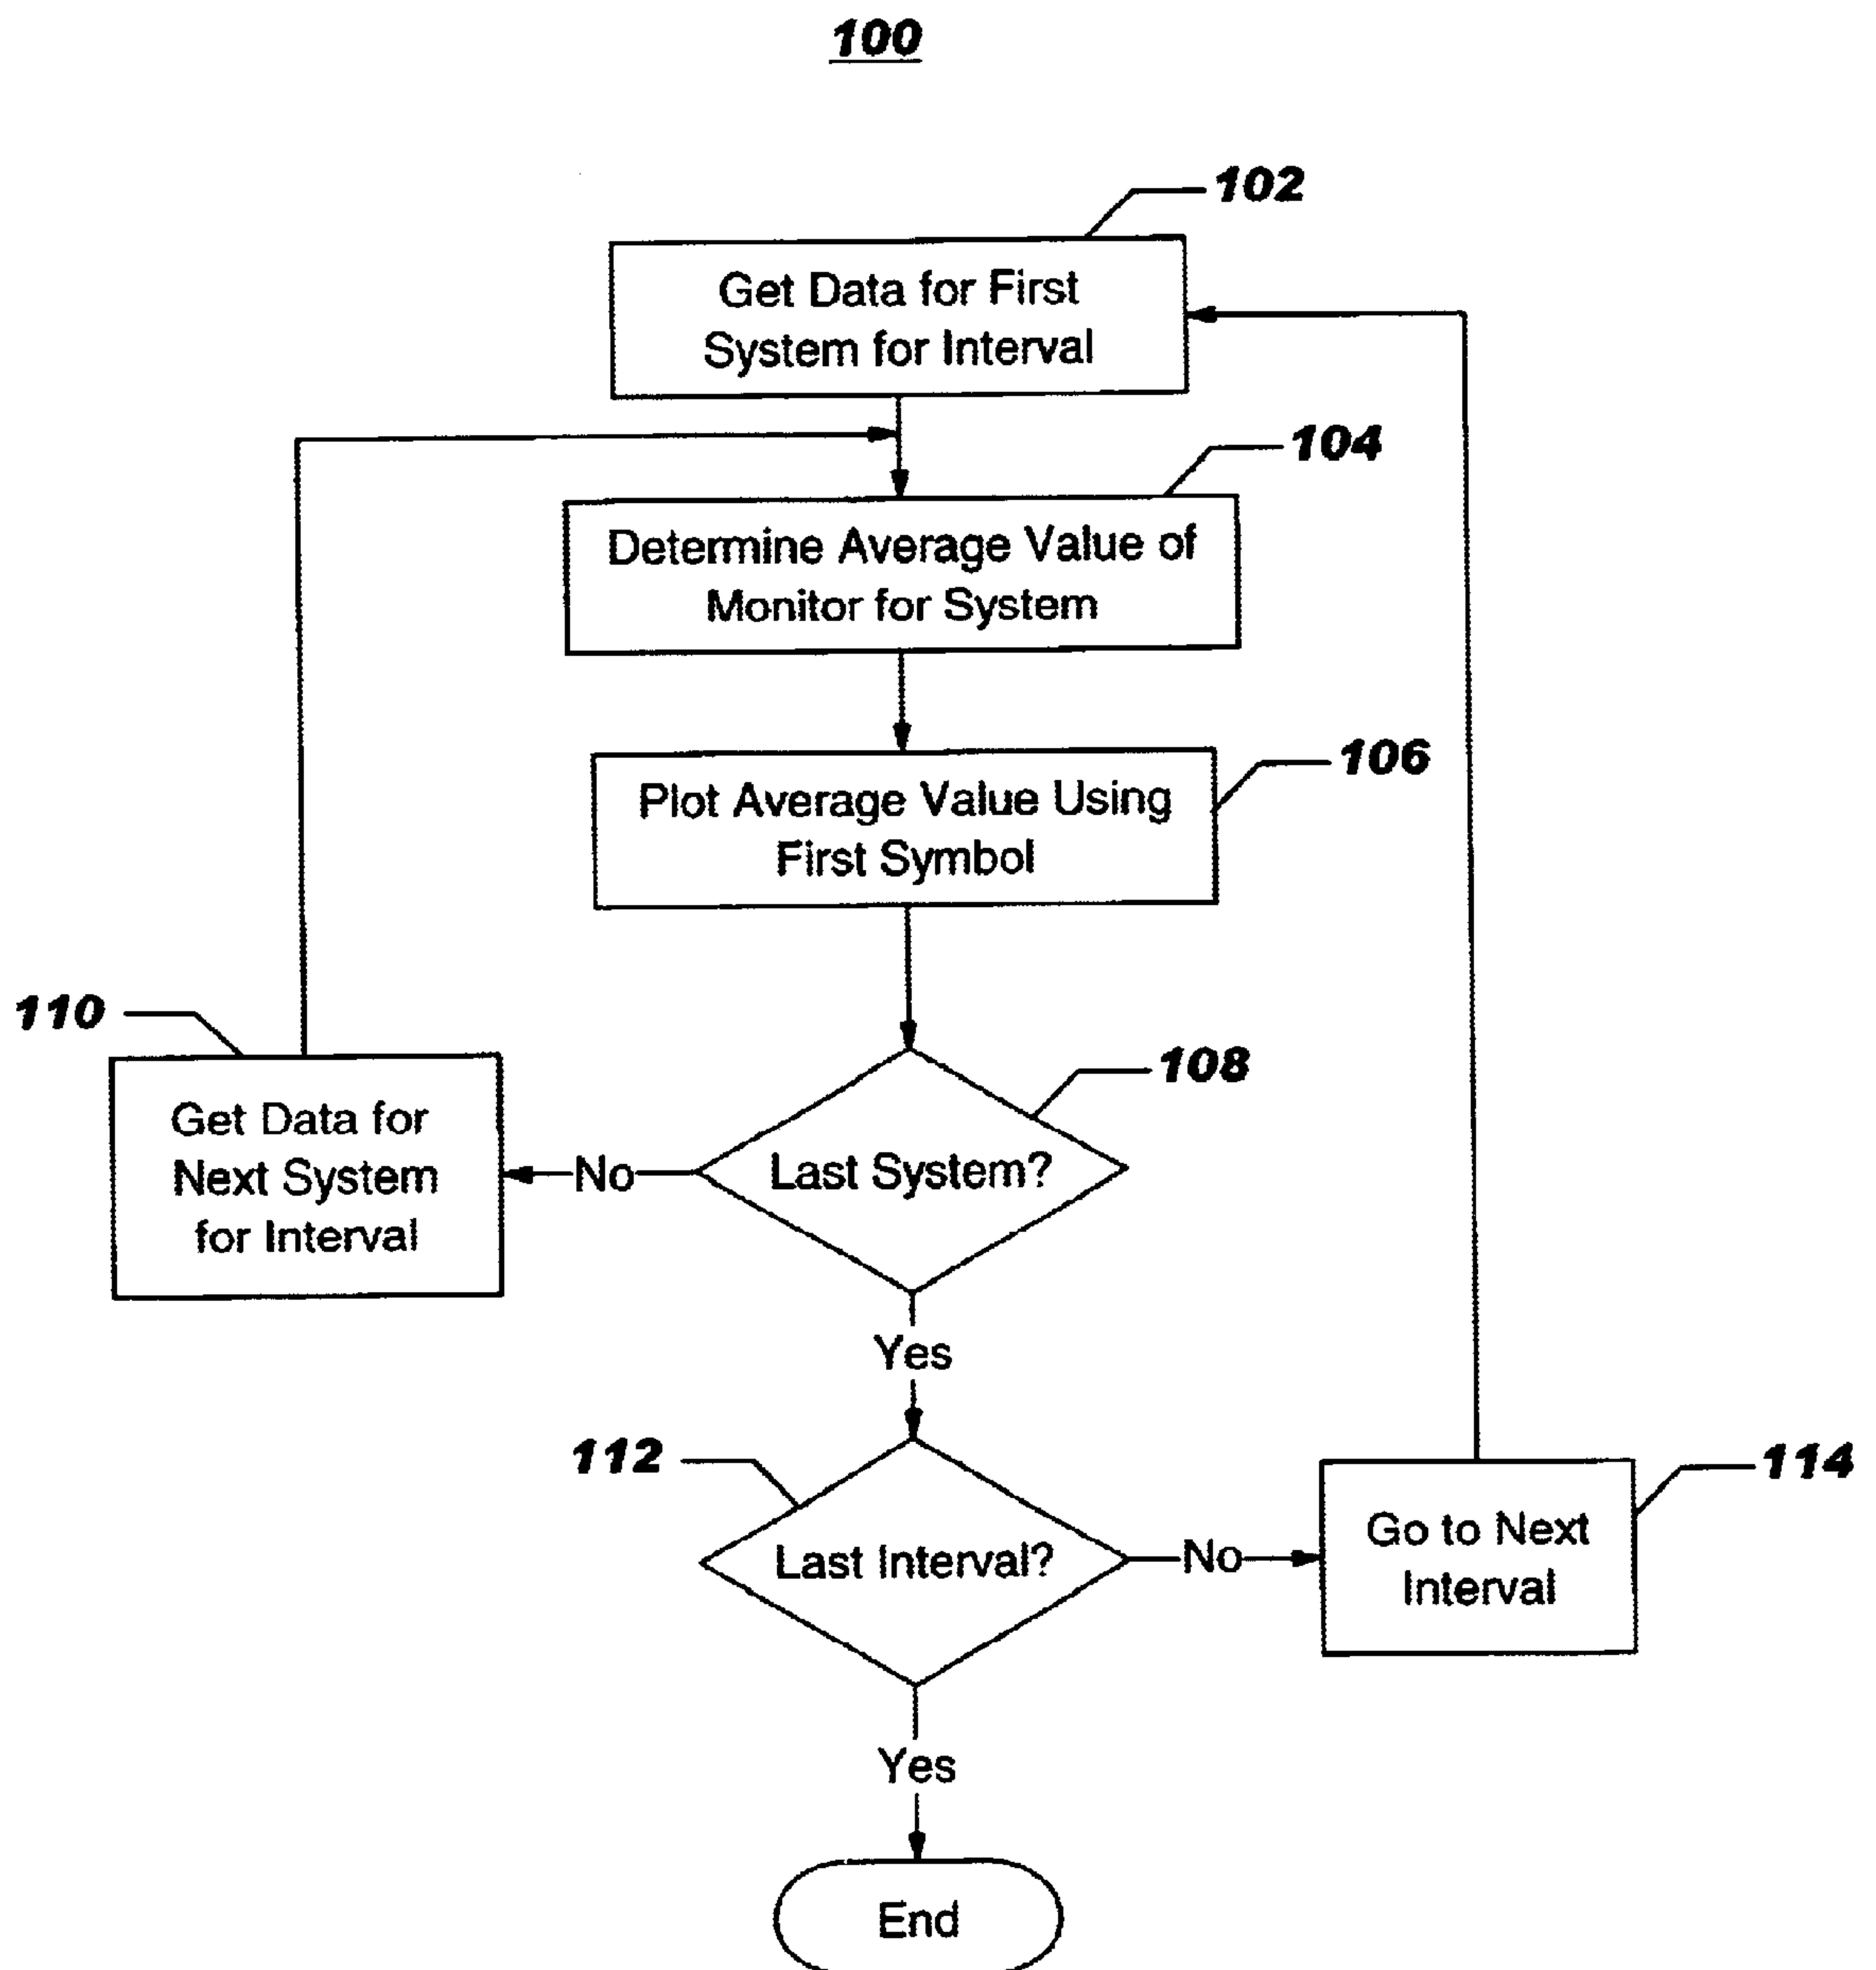 100
102
Get Data for First
System for Interval
104
Determine Average Value of
Monitor for System
106
Plot Average Value Using
First Symbol
110
108
Get Data for
Next System
for Interval
No
Last System?
Yes
112
114
Last Interval?
No
Go to Next
Interval
Yes
End